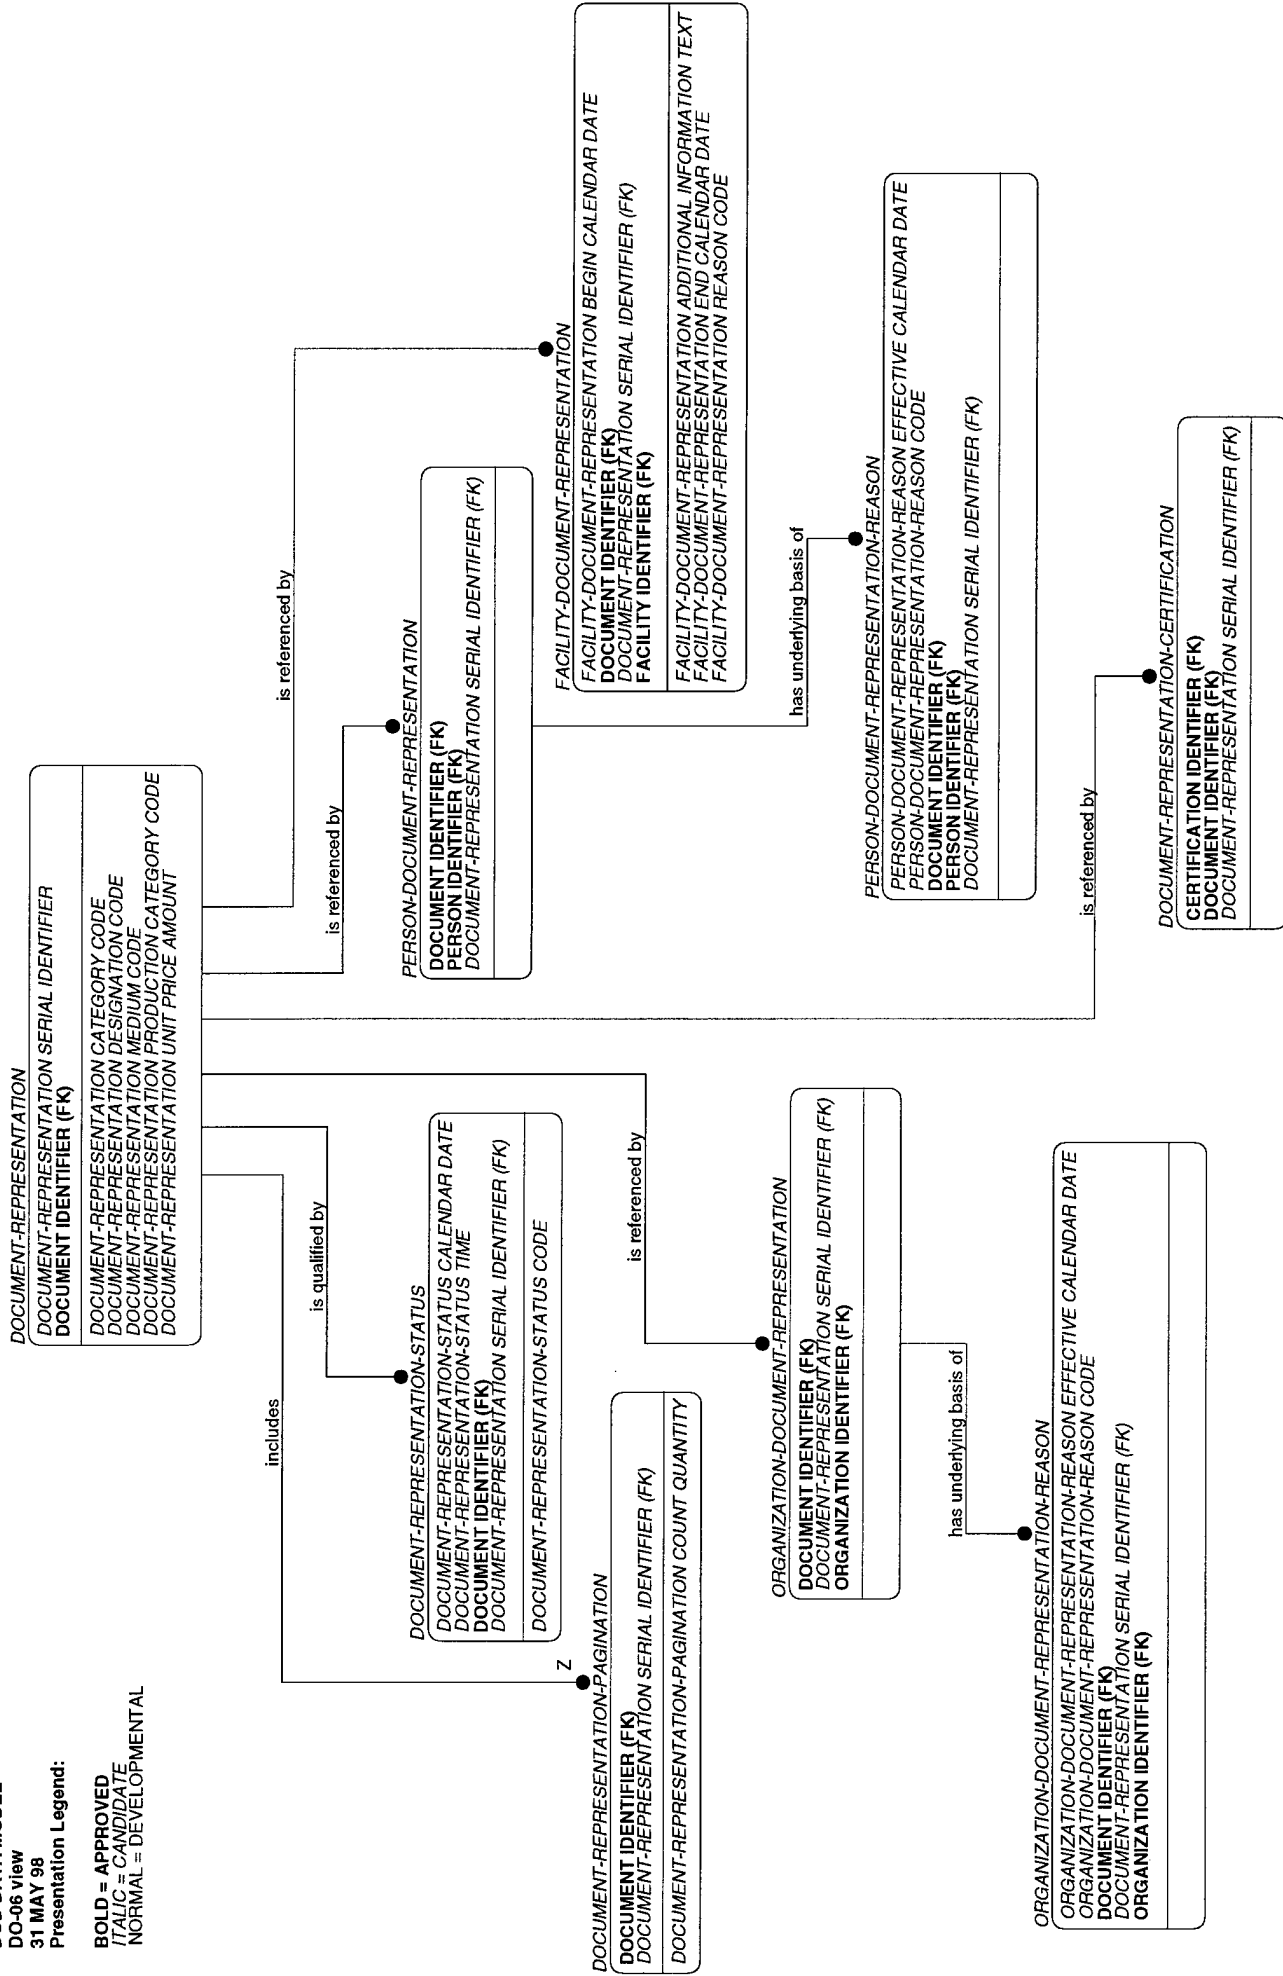 DO-06 view
31 MAY 98
Presentation Legend:
BOLD = APPROVED
ITALIC = CANDIDATE
NORMAL = DEVELOPMENTAL
DOCUMENT-REPRESENTATION
DOCUMENT-REPRESENTATION SERIAL IDENTIFIER
DOCUMENT IDENTIFIER (FK)
DOCUMENT-REPRESENTATION CATEGORY CODE
DOCUMENT-REPRESENTATION DESIGNATION CODE
DOCUMENT-REPRESENTATION MEDIUM CODE
DOCUMENT-REPRESENTATION PRODUCTION CATEGORY CODE
DOCUMENT-REPRESENTATION UNIT PRICE AMOUNT
includes
is qualified by
is referenced by
is referenced by
DOCUMENT-REPRESENTATION-STATUS
DOCUMENT-REPRESENTATION-STATUS CALENDAR DATE
DOCUMENT-REPRESENTATION-STATUS TIME
DOCUMENT IDENTIFIER (FK)
DOCUMENT-REPRESENTATION SERIAL IDENTIFIER (FK)
DOCUMENT-REPRESENTATION-STATUS CODE
PERSON-DOCUMENT-REPRESENTATION
DOCUMENT IDENTIFIER (FK)
PERSON IDENTIFIER (FK)
DOCUMENT-REPRESENTATION SERIAL IDENTIFIER (FK)
FACILITY-DOCUMENT-REPRESENTATION
FACILITY-DOCUMENT-REPRESENTATION BEGIN CALENDAR DATE
DOCUMENT IDENTIFIER (FK)
DOCUMENT-REPRESENTATION SERIAL IDENTIFIER (FK)
FACILITY IDENTIFIER (FK)
FACILITY-DOCUMENT-REPRESENTATION ADDITIONAL INFORMATION TEXT
FACILITY-DOCUMENT-REPRESENTATION END CALENDAR DATE
FACILITY-DOCUMENT-REPRESENTATION REASON CODE
Z
DOCUMENT-REPRESENTATION-PAGINATION
DOCUMENT IDENTIFIER (FK)
DOCUMENT-REPRESENTATION SERIAL IDENTIFIER (FK)
DOCUMENT-REPRESENTATION-PAGINATION COUNT QUANTITY
is referenced by
ORGANIZATION-DOCUMENT-REPRESENTATION
DOCUMENT IDENTIFIER (FK)
DOCUMENT-REPRESENTATION SERIAL IDENTIFIER (FK)
ORGANIZATION IDENTIFIER (FK)
has underlying basis of
PERSON-DOCUMENT-REPRESENTATION-REASON
PERSON-DOCUMENT-REPRESENTATION-REASON EFFECTIVE CALENDAR DATE
PERSON-DOCUMENT-REPRESENTATION-REASON CODE
DOCUMENT IDENTIFIER (FK)
PERSON IDENTIFIER (FK)
DOCUMENT-REPRESENTATION SERIAL IDENTIFIER (FK)
has underlying basis of
ORGANIZATION-DOCUMENT-REPRESENTATION-REASON
ORGANIZATION-DOCUMENT-REPRESENTATION-REASON EFFECTIVE CALENDAR DATE
ORGANIZATION-DOCUMENT-REPRESENTATION-REASON CODE
DOCUMENT IDENTIFIER (FK)
DOCUMENT-REPRESENTATION SERIAL IDENTIFIER (FK)
ORGANIZATION IDENTIFIER (FK)
is referenced by
DOCUMENT-REPRESENTATION-CERTIFICATION
CERTIFICATION IDENTIFIER (FK)
DOCUMENT IDENTIFIER (FK)
DOCUMENT-REPRESENTATION SERIAL IDENTIFIER (FK)